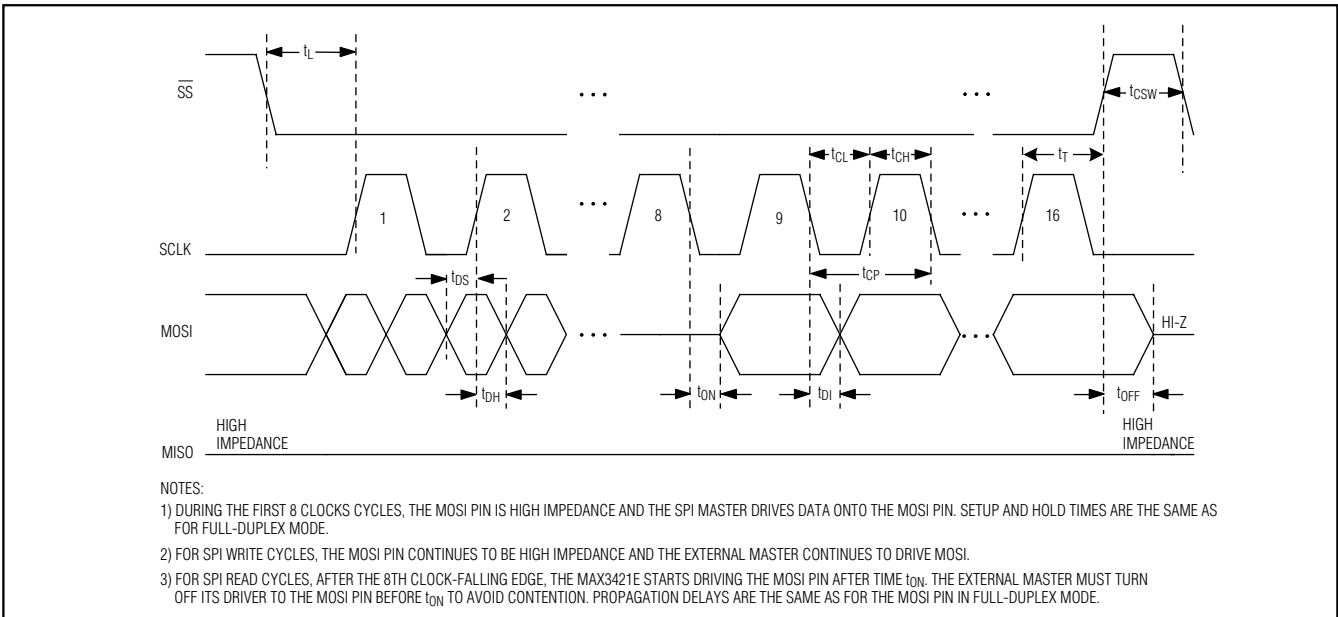 tL
SS
• • •
• • •
tCSW
tCL
tCH
tT
1
2
• • •
8
9
10
• • •
16
SCLK
tDS
tCP
MOSI
• • •
• • •
HI-Z
tDH
tON
tDI
tOFF
HIGH
IMPEDANCE
HIGH
IMPEDANCE
MISO
NOTES:
1) DURING THE FIRST 8 CLOCKS CYCLES, THE MOSI PIN IS HIGH IMPEDANCE AND THE SPI MASTER DRIVES DATA ONTO THE MOSI PIN. SETUP AND HOLD TIMES ARE THE SAME AS
FOR FULL-DUPLEX MODE.
2) FOR SPI WRITE CYCLES, THE MOSI PIN CONTINUES TO BE HIGH IMPEDANCE AND THE EXTERNAL MASTER CONTINUES TO DRIVE MOSI.
3) FOR SPI READ CYCLES, AFTER THE 8TH CLOCK-FALLING EDGE, THE MAX3421E STARTS DRIVING THE MOSI PIN AFTER TIME tON. THE EXTERNAL MASTER MUST TURN
OFF ITS DRIVER TO THE MOSI PIN BEFORE tON TO AVOID CONTENTION. PROPAGATION DELAYS ARE THE SAME AS FOR THE MOSI PIN IN FULL-DUPLEX MODE.